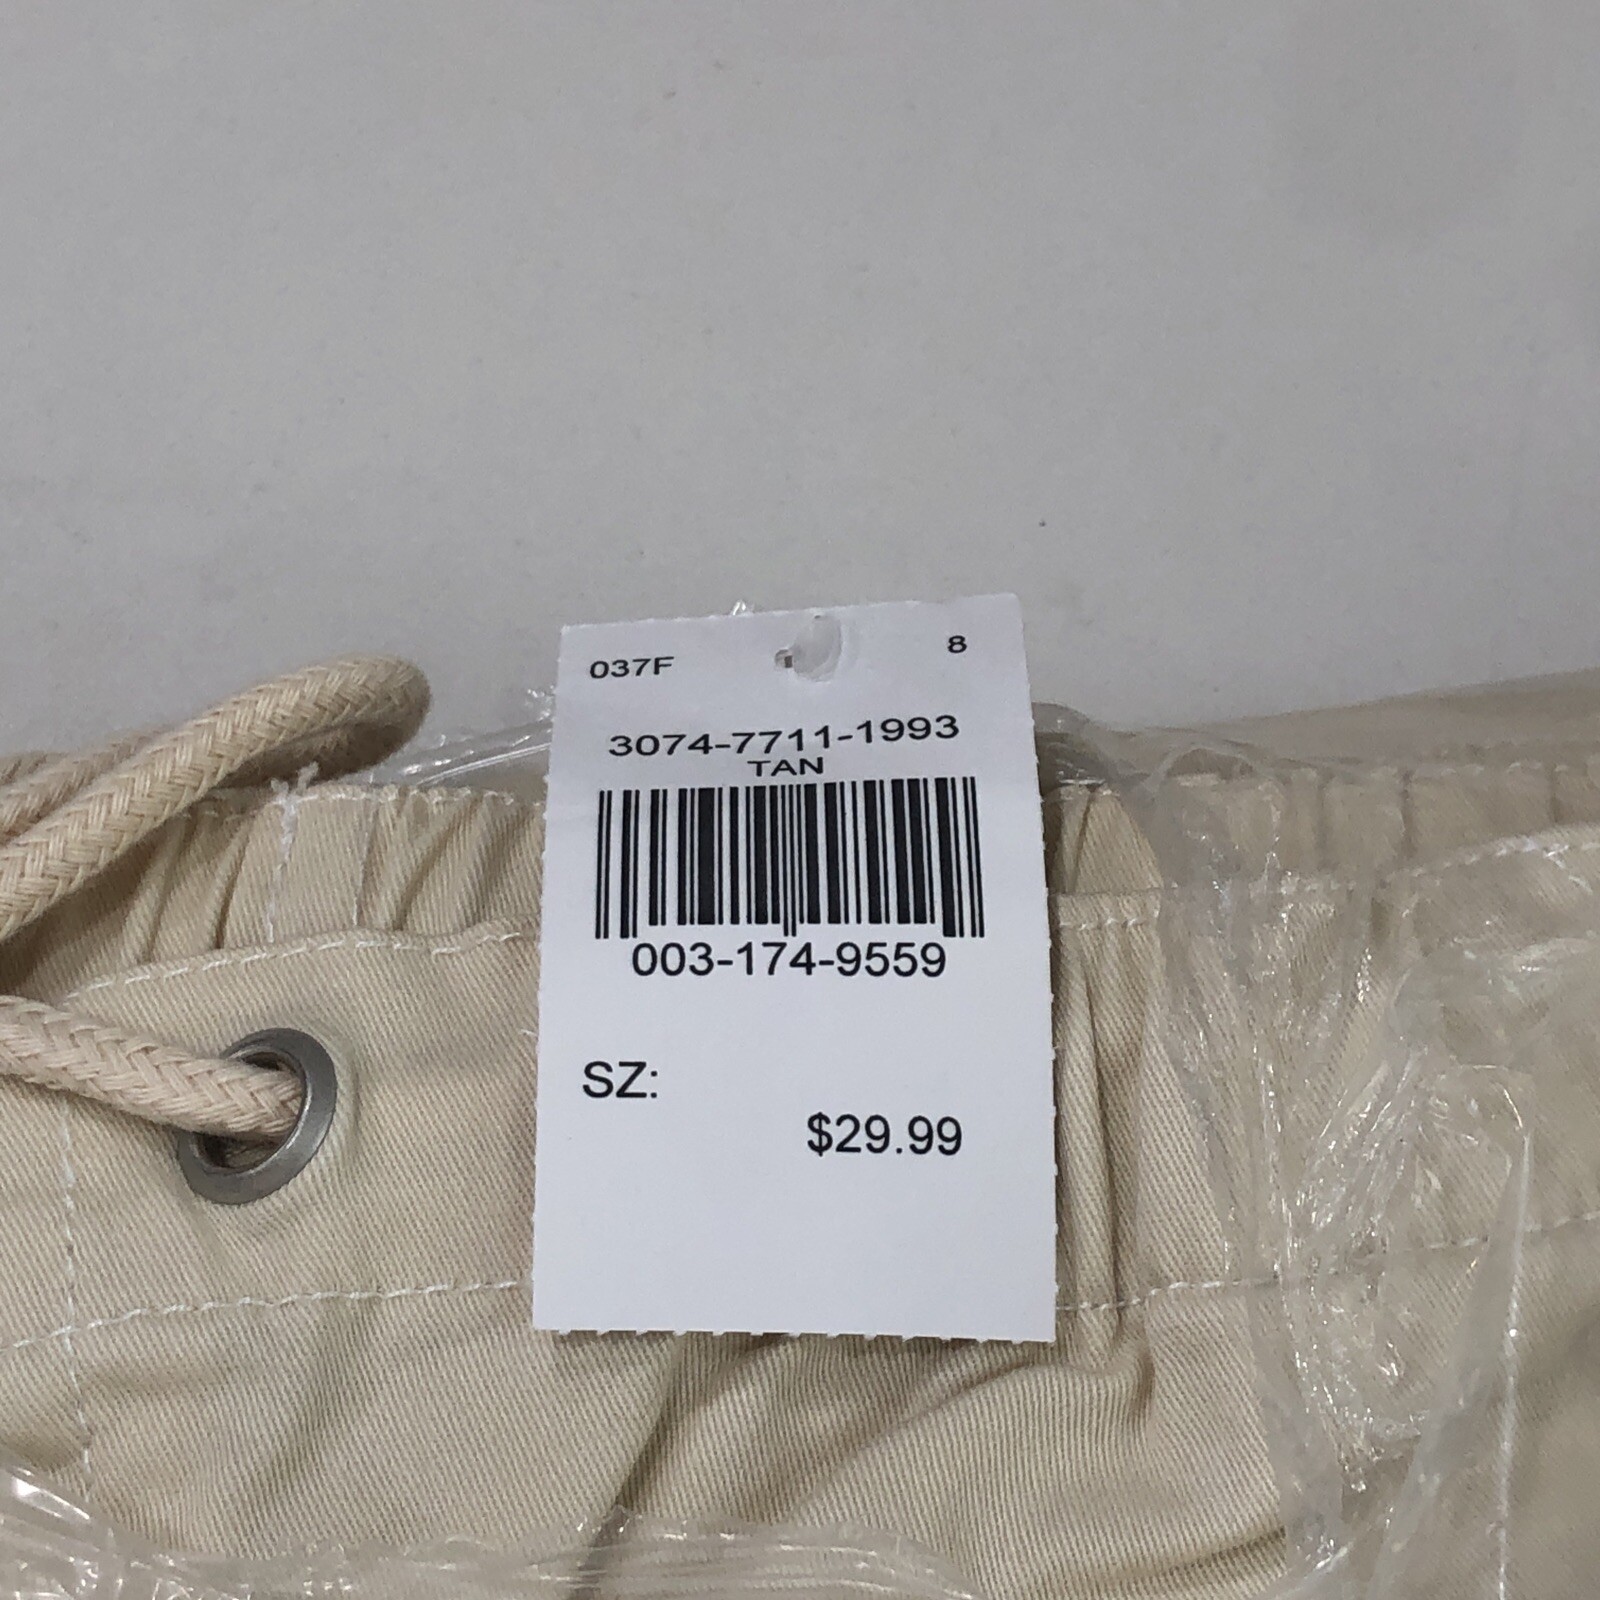 037F 8
3074-7711-1993
TAN
003-174-9559
SZ:
$29.99